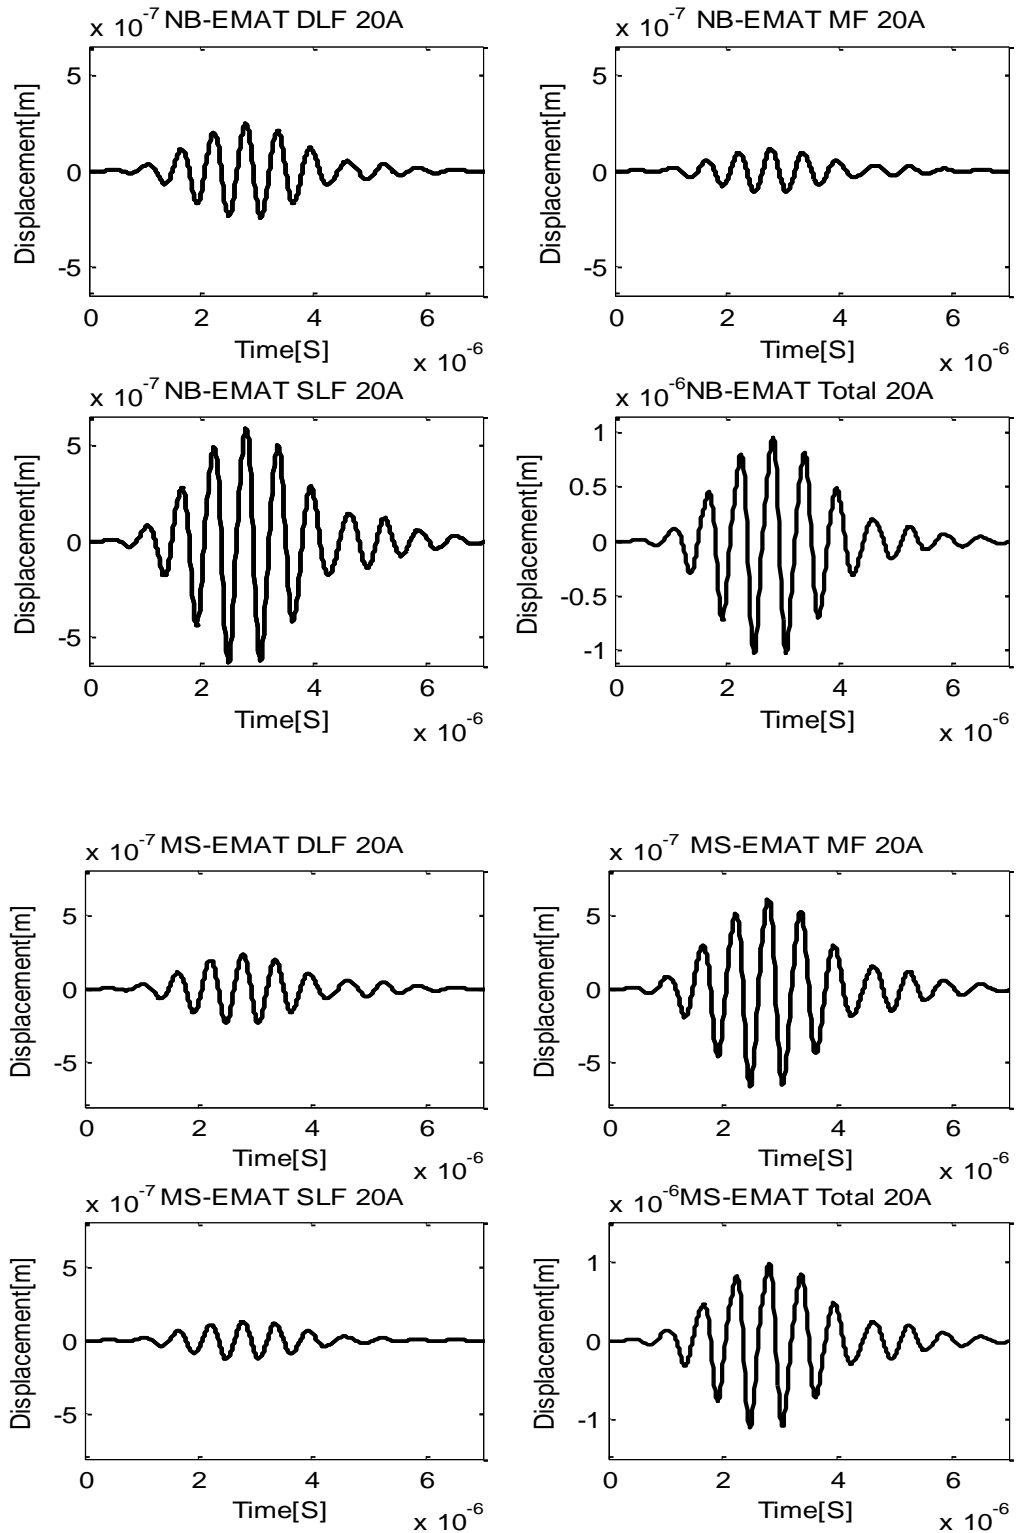 x 10-7 NB-EMAT DLF 20A
5
0
-5
Displacement[m]
0 2 4 6
Time[S]
x 10-6
x 10-7 NB-EMAT MF 20A
5
0
-5
Displacement[m]
0 2 4 6
Time[S]
x 10-6
x 10-7 NB-EMAT SLF 20A
5
0
-5
Displacement[m]
0 2 4 6
Time[S]
x 10-6
x 10-6 NB-EMAT Total 20A
1
0.5
0
-0.5
-1
Displacement[m]
0 2 4 6
Time[S]
x 10-6
x 10-7 MS-EMAT DLF 20A
5
0
-5
Displacement[m]
0 2 4 6
Time[S]
x 10-6
x 10-7 MS-EMAT MF 20A
5
0
-5
Displacement[m]
0 2 4 6
Time[S]
x 10-6
x 10-7 MS-EMAT SLF 20A
5
0
-5
Displacement[m]
0 2 4 6
Time[S]
x 10-6
x 10-6 MS-EMAT Total 20A
1
0
-1
Displacement[m]
0 2 4 6
Time[S]
x 10-6